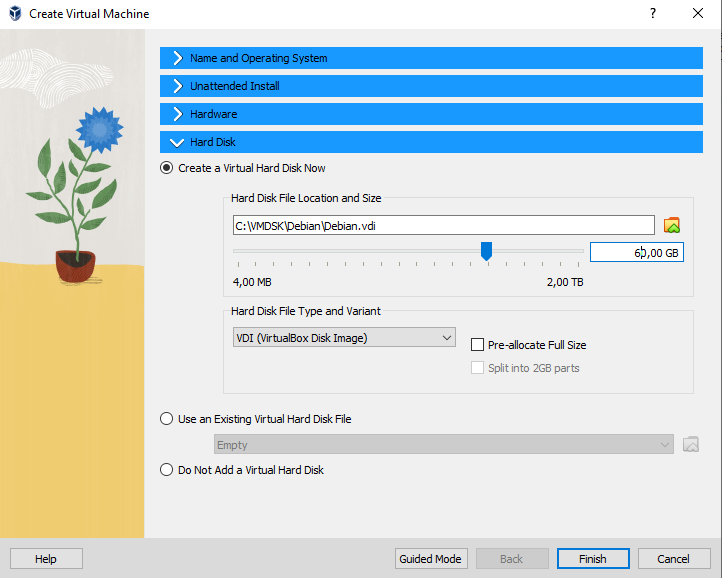 Create Virtual Machine
?
Name and Operating System
Unattended Install
Hardware
Hard Disk
Create a Virtual Hard Disk Now
Hard Disk File Location and Size
C:\VMDSK\Debian\Debian.vdi
60,00 GB
4,00 MB
2,00 TB
Hard Disk File Type and Variant
VDI (VirtualBox Disk Image)
Pre-allocate Full Size
Split into 2GB parts
Use an Existing Virtual Hard Disk File
Empty
Do Not Add a Virtual Hard Disk
Help
Guided Mode
Back
Finish
Cancel